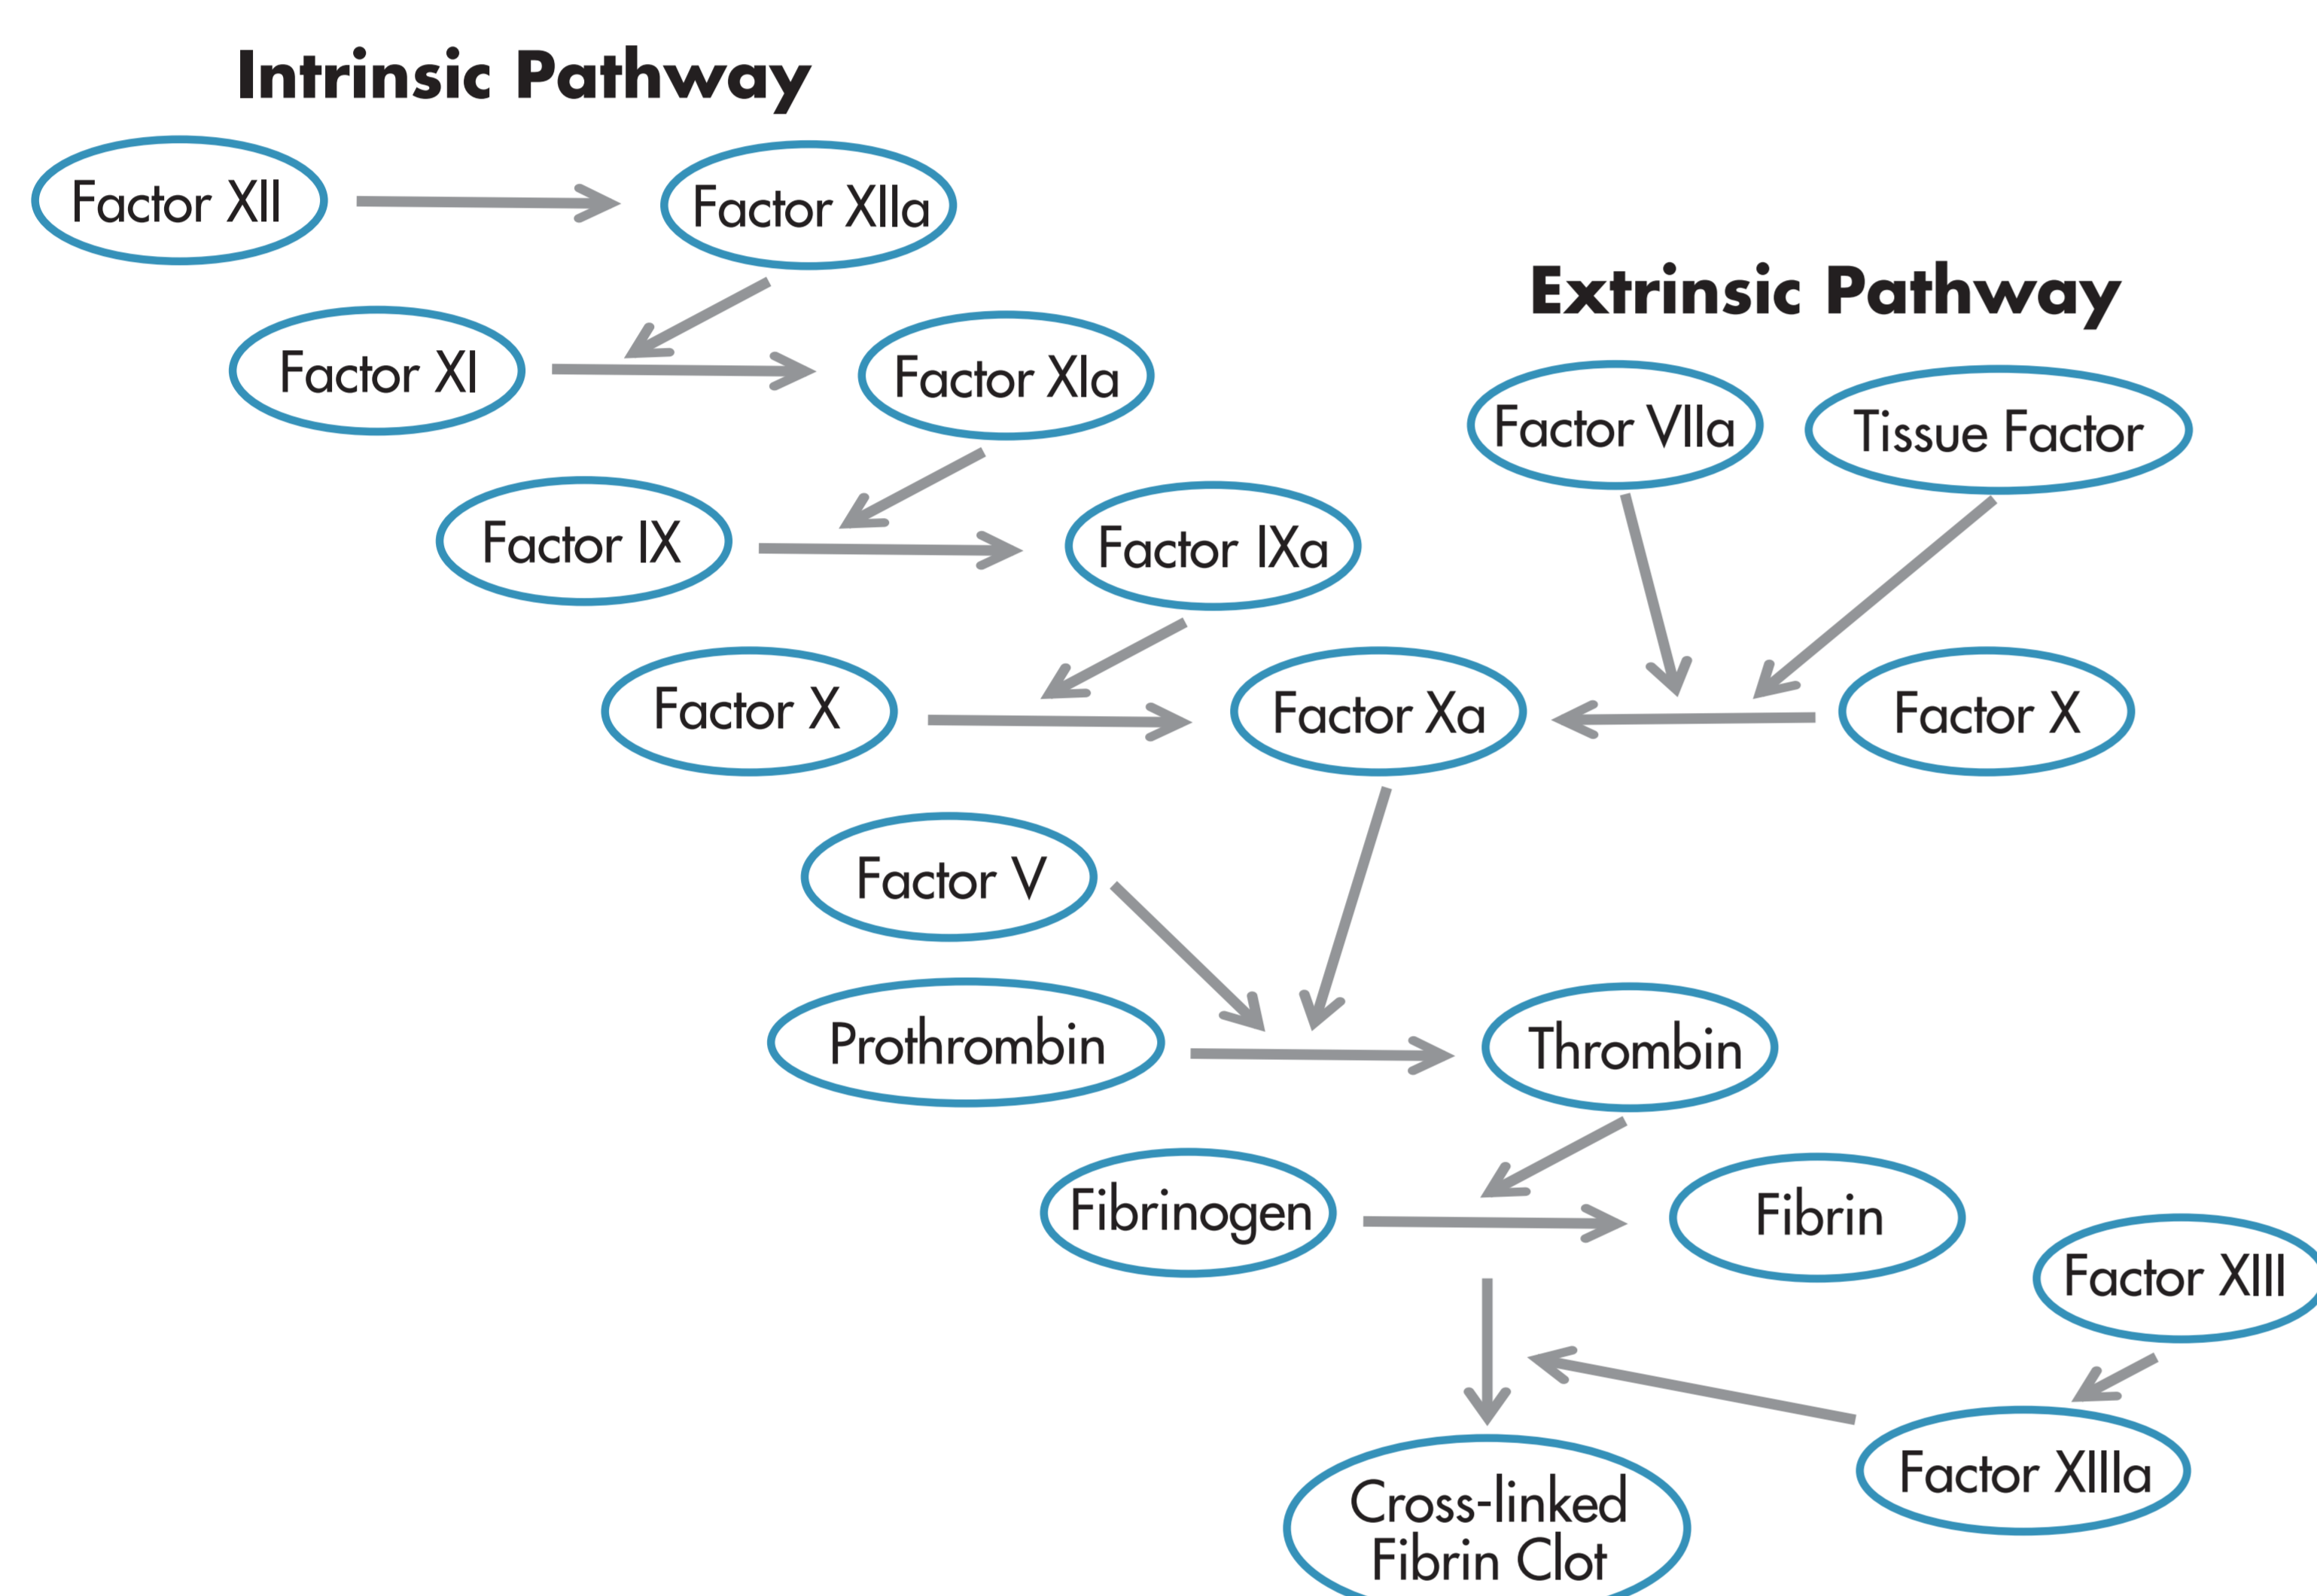 Intrinsic Pathway
Factor XII
Factor XIIa
Extrinsic Pathway
Factor XI
Factor XIa
Factor VIIa
Tissue Factor
Factor IX
Factor IXa
Factor X
Factor Xa
Factor X
Factor V
Prothrombin
Thrombin
Fibrinogen
Fibrin
Factor XIII
Factor XIIIa
Cross-linked
Fibrin Clot